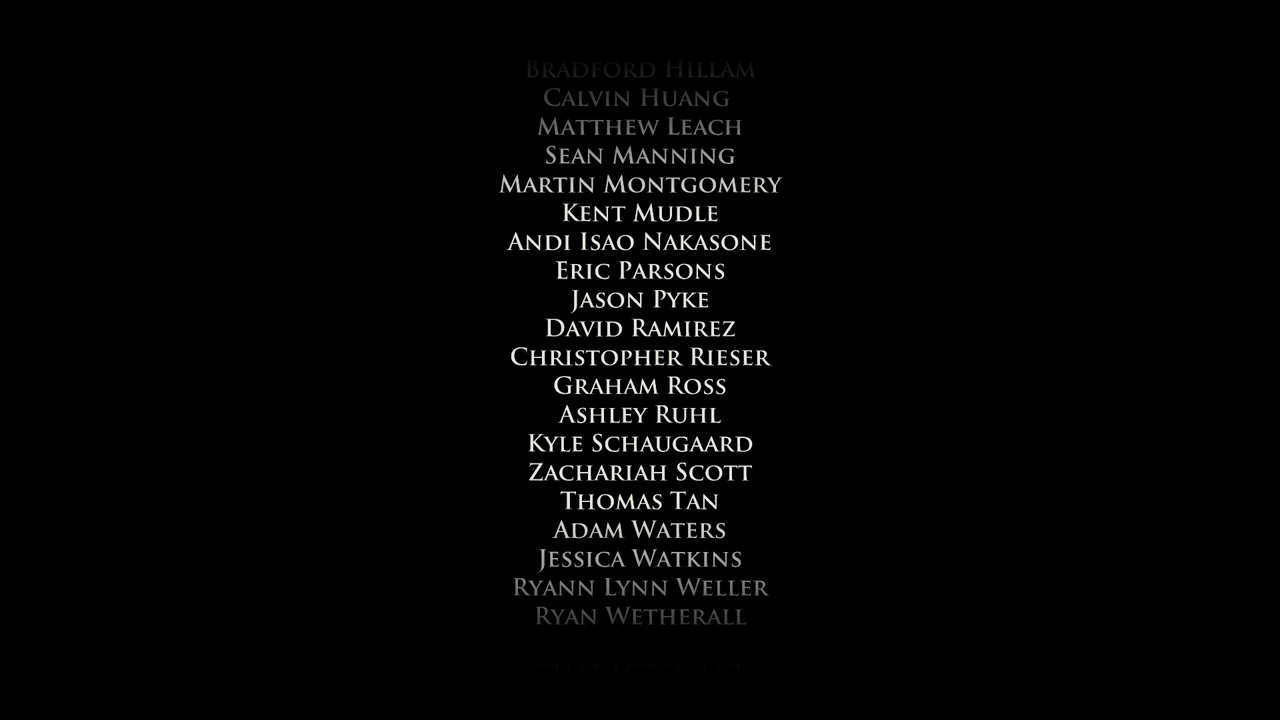 Bradford Hillam
Calvin Huang
Matthew Leach
Sean Manning
Martin Montgomery
Kent Mudle
Andi Isao Nakasone
Eric Parsons
Jason Pyke
David Ramirez
Christopher Rieser
Graham Ross
Ashley Ruhl
Kyle Schaugaard
Zachariah Scott
Thomas Tan
Adam Waters
Jessica Watkins
Ryann Lynn Weller
Ryan Wetherall
Character Art